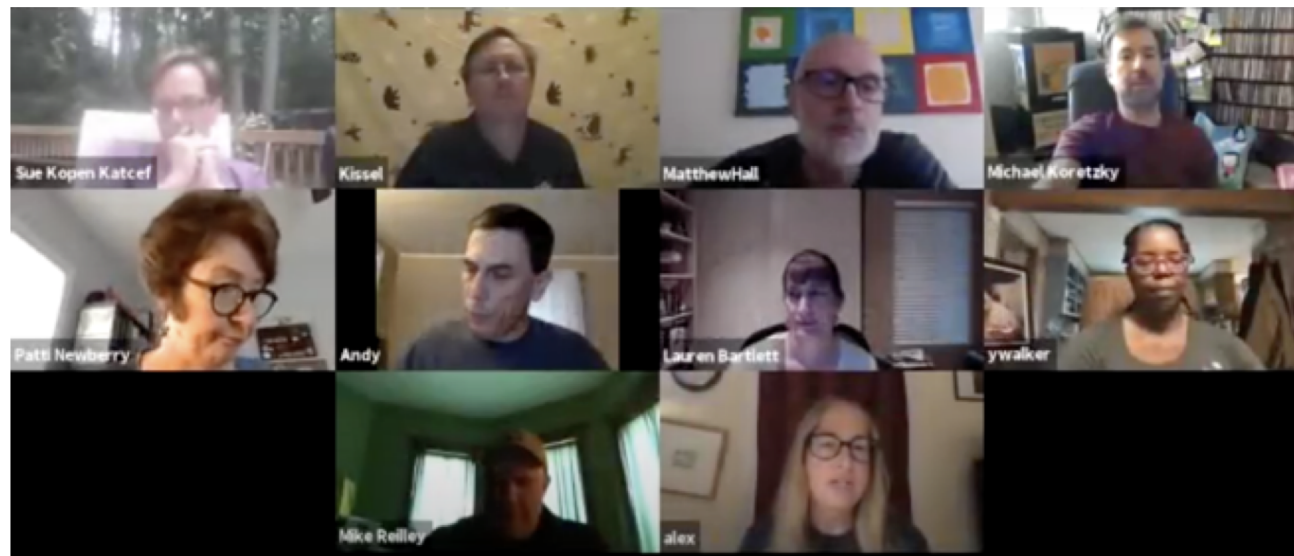 Sue Kopen Katcef
Kissel
MatthewHall
Michael Koretzky
Patti Newberry
Andy
Lauren Bartlett
ywalker
Mike Reilley
alex